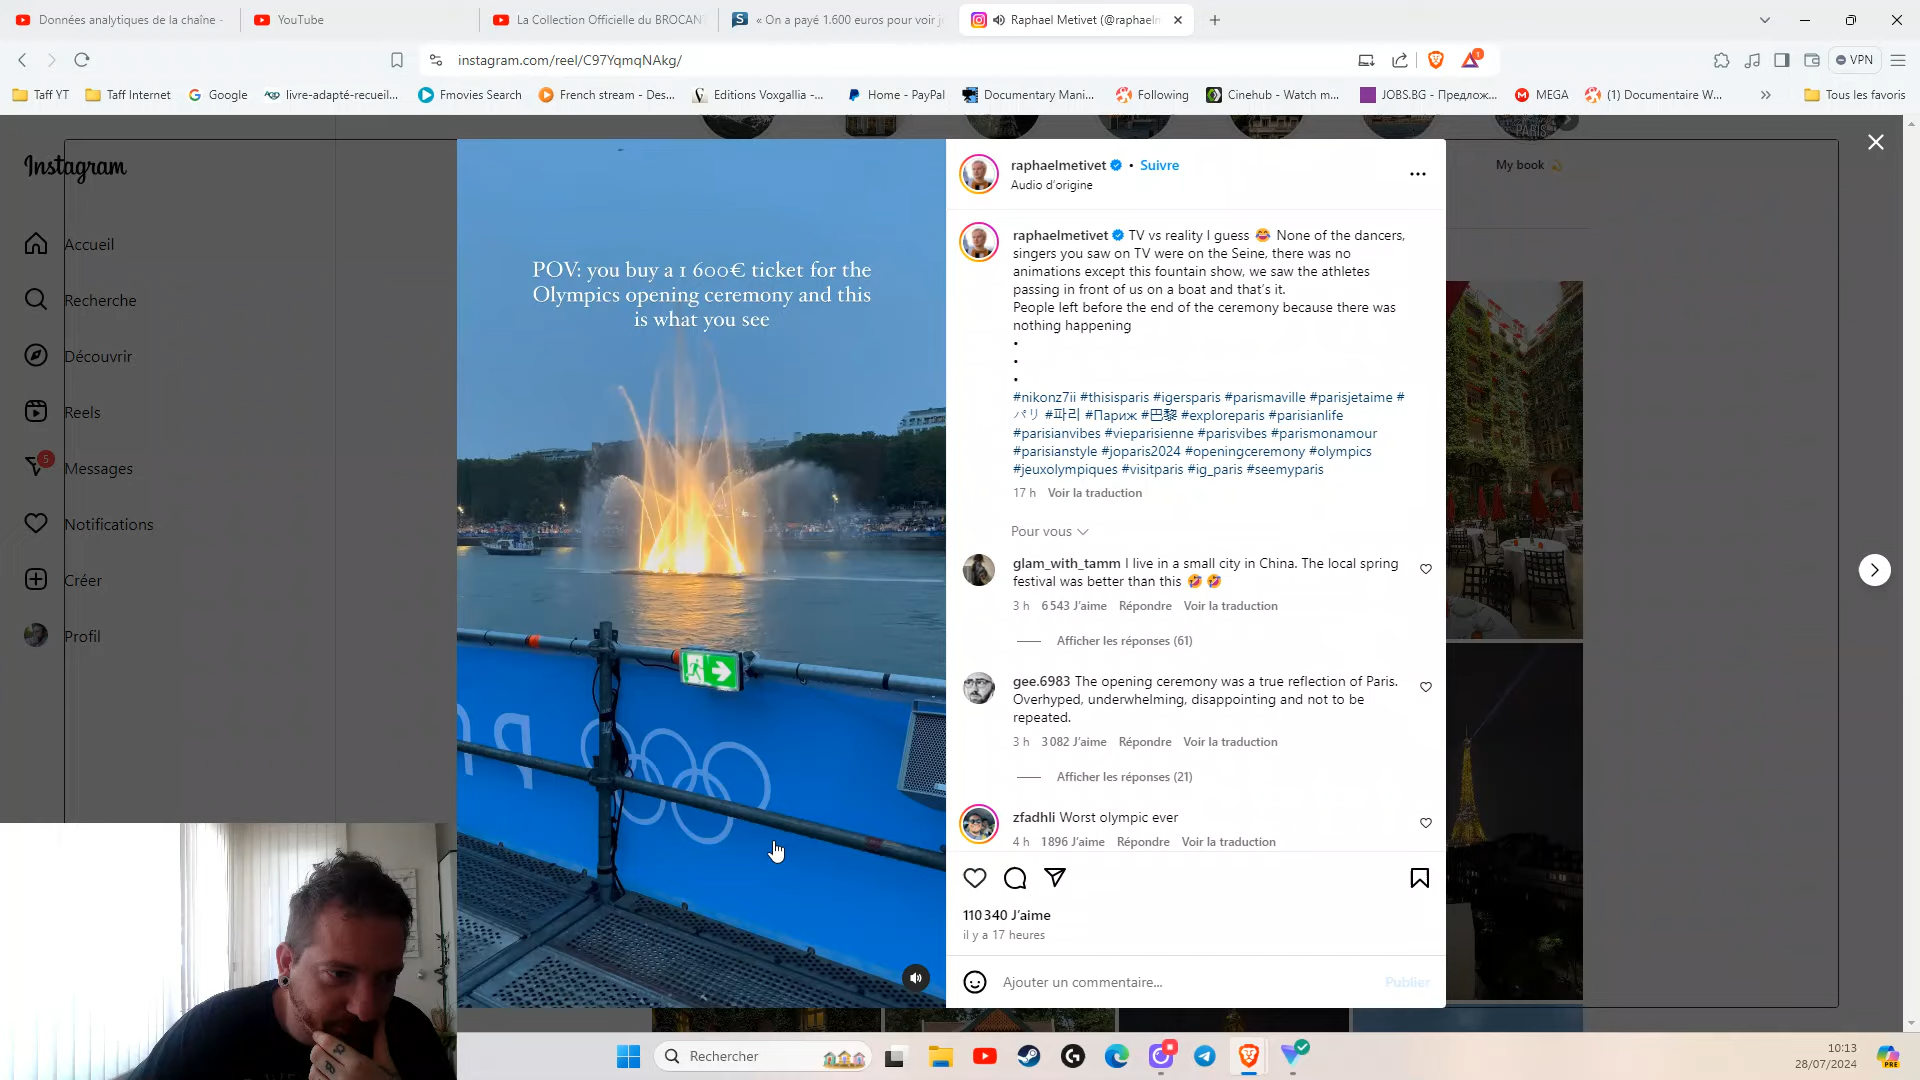 Données analytiques de la chaîne -
YouTube
La Collection Officielle du BROCAN
« On a payé 1.600 euros pour voir j
Raphael Metivet (@raphaeln
instagram.com/reel/C97YqmqNAkg/
1
VPN
Taff YT
Taff Internet
Google
livre-adapté-recueil...
Fmovies Search
French stream - Des...
Editions Voxgallia -...
Home - PayPal
Documentary Mani...
Following
Cinehub - Watch m...
JOBS.BG - Предлож...
MEGA
(1) Documentaire W...
Tous les favoris
Instagram
Accueil
Recherche
Découvrir
Reels
5
Messages
Notifications
Créer
Profil
POV: you buy a 1 600€ ticket for the
Olympics opening ceremony and this
is what you see
raphaelmetivet • Suivre
Audio d'origine
raphaelmetivet TV vs reality I guess 😂 None of the dancers,
singers you saw on TV were on the Seine, there was no
animations except this fountain show, we saw the athletes
passing in front of us on a boat and that's it.
People left before the end of the ceremony because there was
nothing happening
•
•
•
#nikonz7ii #thisisparis #igersparis #parismaville #parisjetaime #
パリ #파리 #Париж #巴黎 #exploreparis #parisianlife
#parisianvibes #vieparisienne #parisvibes #parismonamour
#parisianstyle #joparis2024 #openingceremony #olympics
#jeuxolympiques #visitparis #ig_paris #seemyparis
17 h Voir la traduction
Pour vous
glam_with_tamm I live in a small city in China. The local spring
festival was better than this 🤣 🤣
3 h 6 543 J'aime Répondre Voir la traduction
Afficher les réponses (61)
gee.6983 The opening ceremony was a true reflection of Paris.
Overhyped, underwhelming, disappointing and not to be
repeated.
3 h 3 082 J'aime Répondre Voir la traduction
Afficher les réponses (21)
zfadhli Worst olympic ever
4 h 1 896 J'aime Répondre Voir la traduction
110 340 J'aime
il y a 17 heures
Ajouter un commentaire...
Publier
PARIS
My book 💫
Rechercher
10:13
28/07/2024
PRE